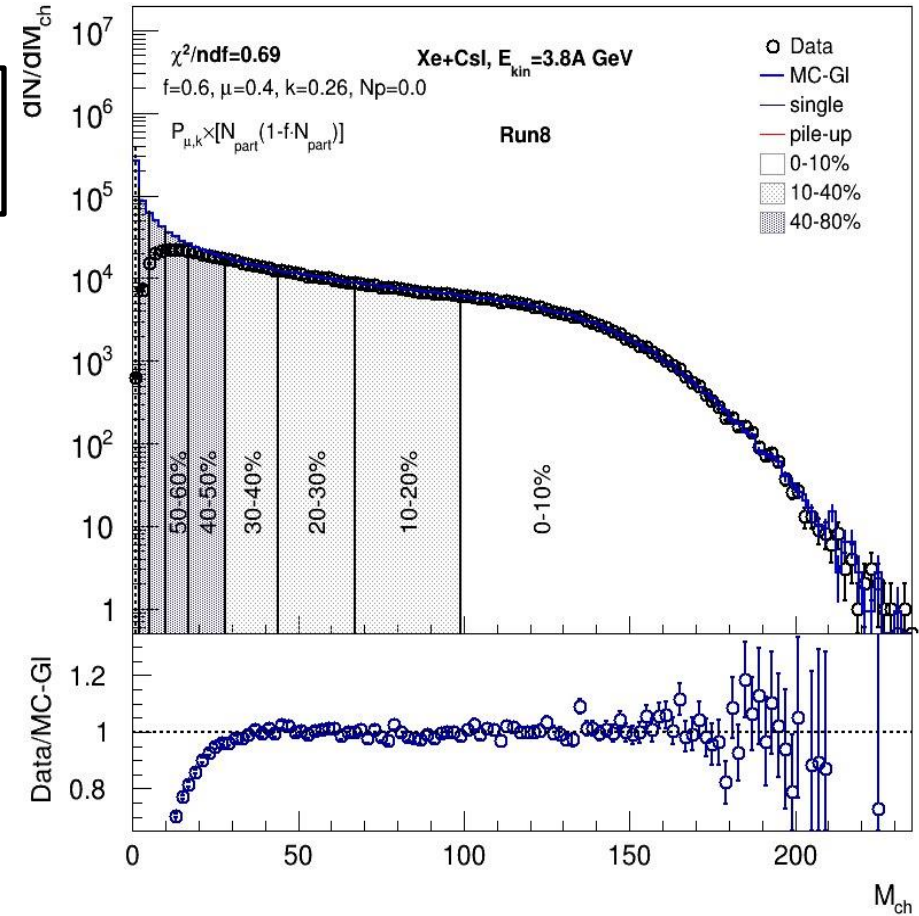 dN/dM_ch
10^7
10^6
10^5
10^4
10^3
10^2
10
1
χ²/ndf=0.69
f=0.6, μ=0.4, k=0.26, Np=0.0
P_μ,k×[N_part(1-f·N_part)]
Xe+CsI, E_kin=3.8A GeV
Run8
Data
MC-Gl
single
pile-up
0-10%
10-40%
40-80%
50-60%
40-50%
30-40%
20-30%
10-20%
0-10%
Data/MC-Gl
1.2
1
0.8
0 50 100 150 200
M_ch